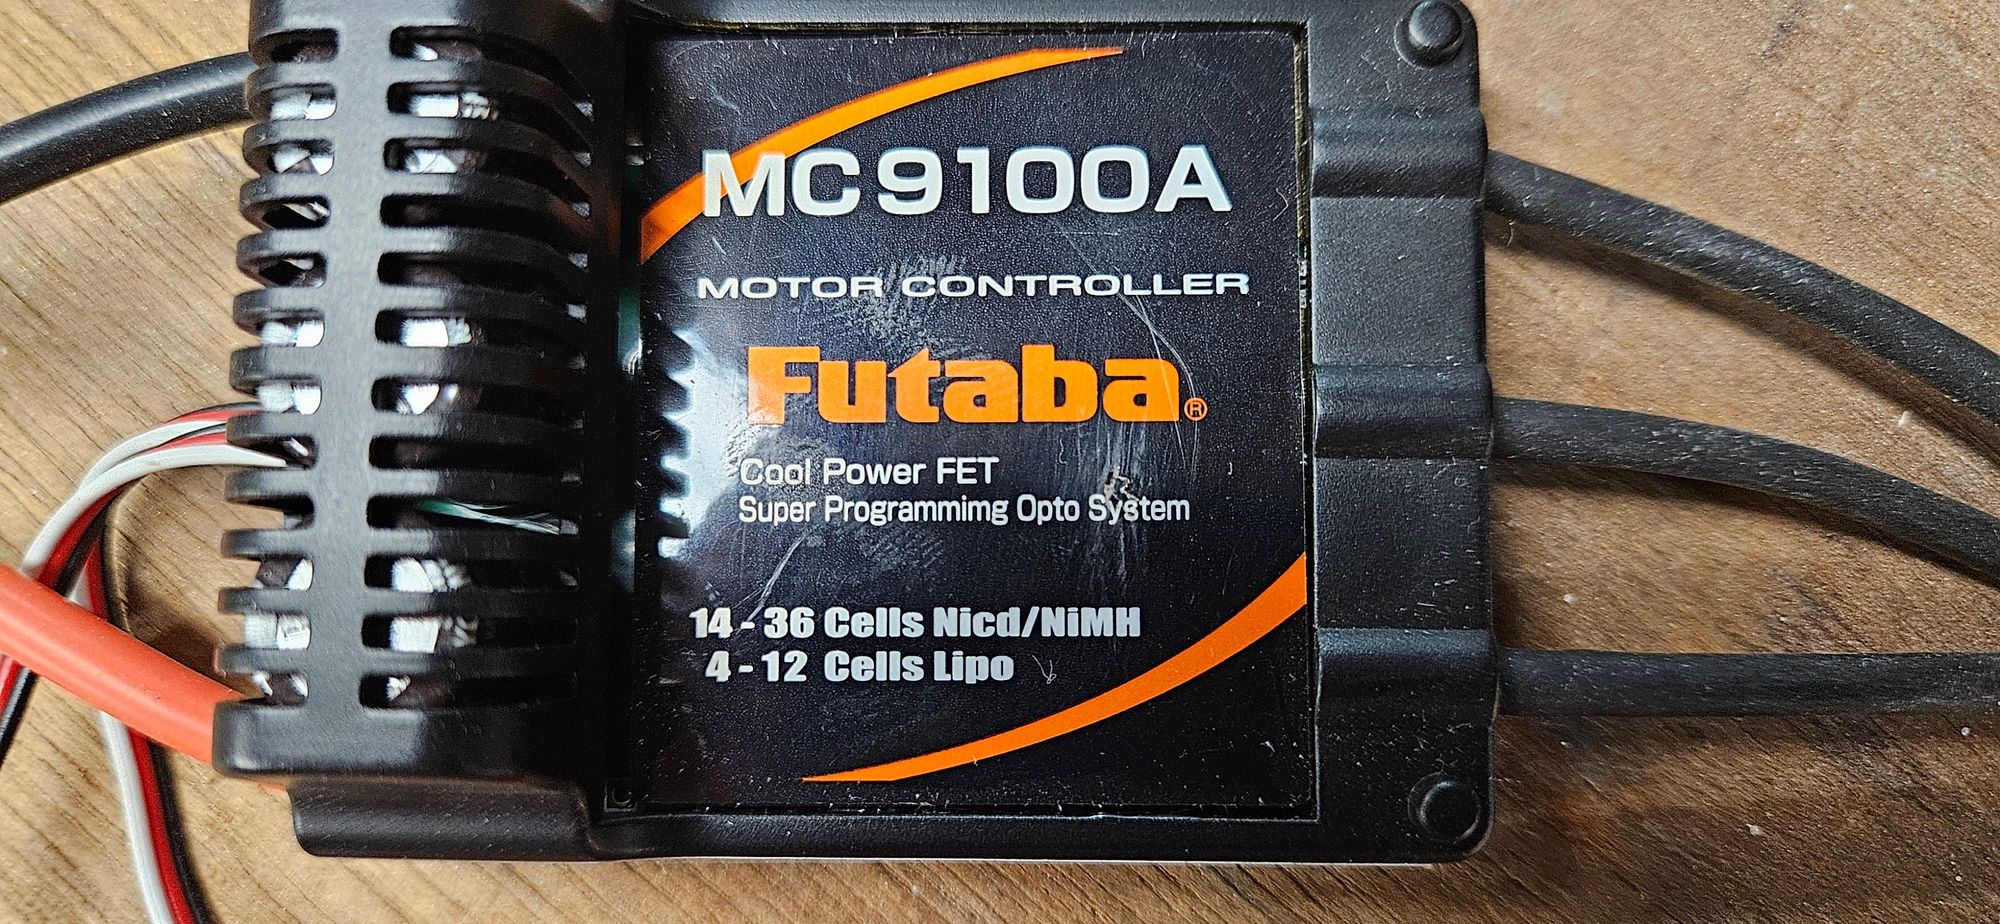 MC9100A
MOTOR CONTROLLER
Futaba®
Cool Power FET
Super Programmimg Opto System
14 - 36 Cells Nicd/NiMH
4 - 12 Cells Lipo